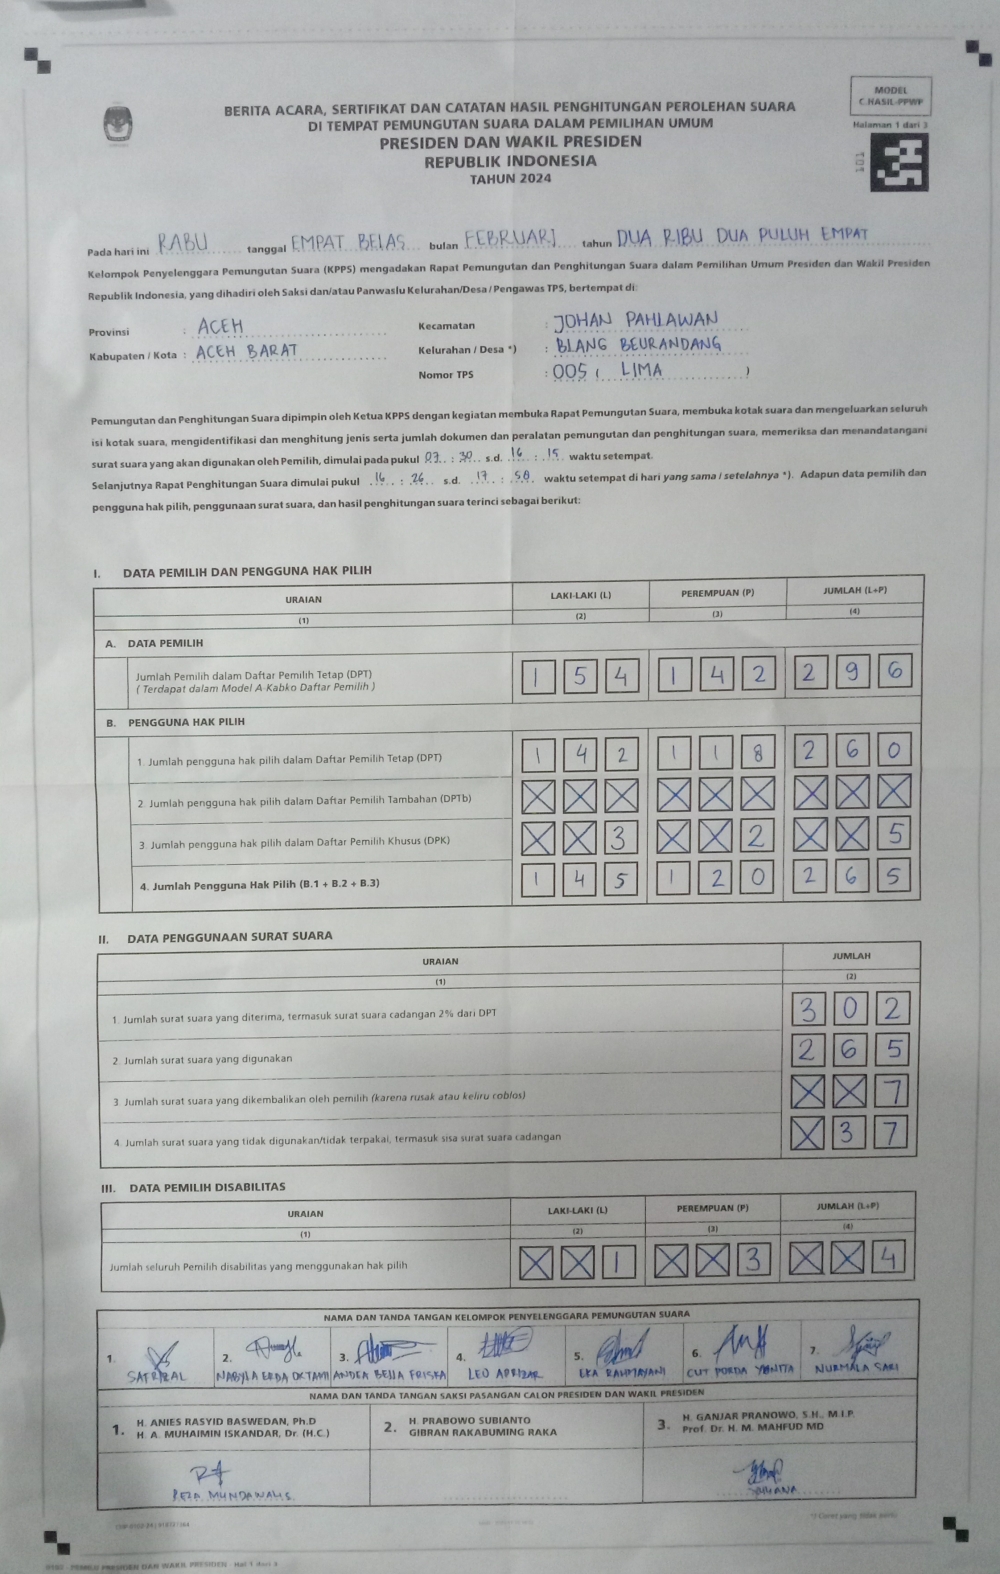 MODEL
C.HASIL-PPWP
Halaman 1 dari 3
101
BERITA ACARA, SERTIFIKAT DAN CATATAN HASIL PENGHITUNGAN PEROLEHAN SUARA
DI TEMPAT PEMUNGUTAN SUARA DALAM PEMILIHAN UMUM
PRESIDEN DAN WAKIL PRESIDEN
REPUBLIK INDONESIA
TAHUN 2024
Pada hari ini RABU tanggal EMPAT BELAS bulan FEBRUARI tahun DUA RIBU DUA PULUH EMPAT
Kelompok Penyelenggara Pemungutan Suara (KPPS) mengadakan Rapat Pemungutan dan Penghitungan Suara dalam Pemilihan Umum Presiden dan Wakil Presiden
Republik Indonesia, yang dihadiri oleh Saksi dan/atau Panwaslu Kelurahan/Desa / Pengawas TPS, bertempat di:
Provinsi : ACEH Kecamatan : JOHAN PAHLAWAN
Kabupaten / Kota : ACEH BARAT Kelurahan / Desa *) : BLANG BEURANDANG
Nomor TPS : 005 ( LIMA )
Pemungutan dan Penghitungan Suara dipimpin oleh Ketua KPPS dengan kegiatan membuka Rapat Pemungutan Suara, membuka kotak suara dan mengeluarkan seluruh
isi kotak suara, mengidentifikasi dan menghitung jenis serta jumlah dokumen dan peralatan pemungutan dan penghitungan suara, memeriksa dan menandatangani
surat suara yang akan digunakan oleh Pemilih, dimulai pada pukul 07 : 30 s.d. 16 : 15 waktu setempat.
Selanjutnya Rapat Penghitungan Suara dimulai pukul 16 : 26 s.d. 17 : 58 waktu setempat di hari yang sama / setelahnya *). Adapun data pemilih dan
pengguna hak pilih, penggunaan surat suara, dan hasil penghitungan suara terinci sebagai berikut:
I. DATA PEMILIH DAN PENGGUNA HAK PILIH
URAIAN LAKI-LAKI (L) PEREMPUAN (P) JUMLAH (L+P)
(1) (2) (3) (4)
A. DATA PEMILIH
Jumlah Pemilih dalam Daftar Pemilih Tetap (DPT) 1 5 4 1 4 2 2 9 6
( Terdapat dalam Model A-Kabko Daftar Pemilih )
B. PENGGUNA HAK PILIH
1. Jumlah pengguna hak pilih dalam Daftar Pemilih Tetap (DPT) 1 4 2 1 1 8 2 6 0
2. Jumlah pengguna hak pilih dalam Daftar Pemilih Tambahan (DPTb) X X X X X X X X X
3. Jumlah pengguna hak pilih dalam Daftar Pemilih Khusus (DPK) X X 3 X X 2 X X 5
4. Jumlah Pengguna Hak Pilih (B.1 + B.2 + B.3) 1 4 5 1 2 0 2 6 5
II. DATA PENGGUNAAN SURAT SUARA
URAIAN JUMLAH
(1) (2)
1. Jumlah surat suara yang diterima, termasuk surat suara cadangan 2% dari DPT 3 0 2
2. Jumlah surat suara yang digunakan 2 6 5
3. Jumlah surat suara yang dikembalikan oleh pemilih (karena rusak atau keliru coblos) X X 7
4. Jumlah surat suara yang tidak digunakan/tidak terpakai, termasuk sisa surat suara cadangan X 3 7
III. DATA PEMILIH DISABILITAS
URAIAN LAKI-LAKI (L) PEREMPUAN (P) JUMLAH (L+P)
(1) (2) (3) (4)
Jumlah seluruh Pemilih disabilitas yang menggunakan hak pilih X X 1 X X 3 X X 4
NAMA DAN TANDA TANGAN KELOMPOK PENYELENGGARA PEMUNGUTAN SUARA
1. 2. 3. 4. 5. 6. 7.
SAFRIZAL NABYLA ERDA OKTAMI ANDEA BELLA FRISKA LEO APRIZAR EKA RAHMAYANI CUT YONITA NURMALA SARI
NAMA DAN TANDA TANGAN SAKSI PASANGAN CALON PRESIDEN DAN WAKIL PRESIDEN
1. H. ANIES RASYID BASWEDAN, Ph.D
H. A. MUHAIMIN ISKANDAR, Dr. (H.C.)
2. H. PRABOWO SUBIANTO
GIBRAN RAKABUMING RAKA
3. H. GANJAR PRANOWO, S.H., M.I.P.
Prof. Dr. H. M. MAHFUD MD
REZA MUNDAWALIS
*) Coret yang tidak perlu
PEMILU PRESIDEN DAN WAKIL PRESIDEN - Hal 1 dari 3